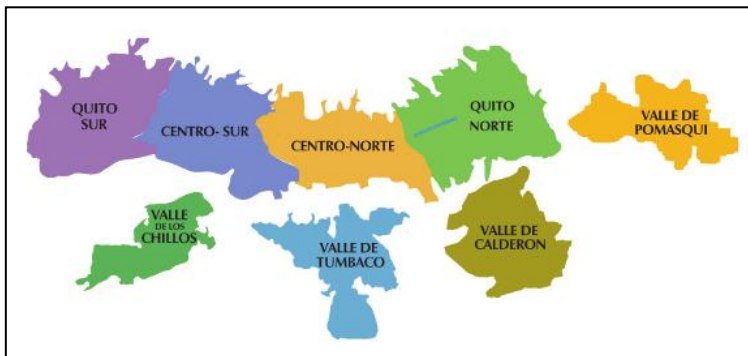 QUITO
SUR
CENTRO- SUR
CENTRO-NORTE
QUITO
NORTE
VALLE DE
POMASQUI
VALLE
DE LOS
CHILLOS
VALLE DE
TUMBACO
VALLE DE
CALDERON